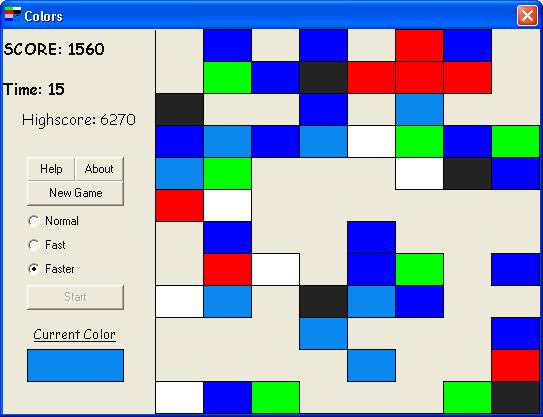 Colors
SCORE: 1560
Time: 15
Highscore: 6270
Help About
New Game
Normal
Fast
Faster
Start
Current Color